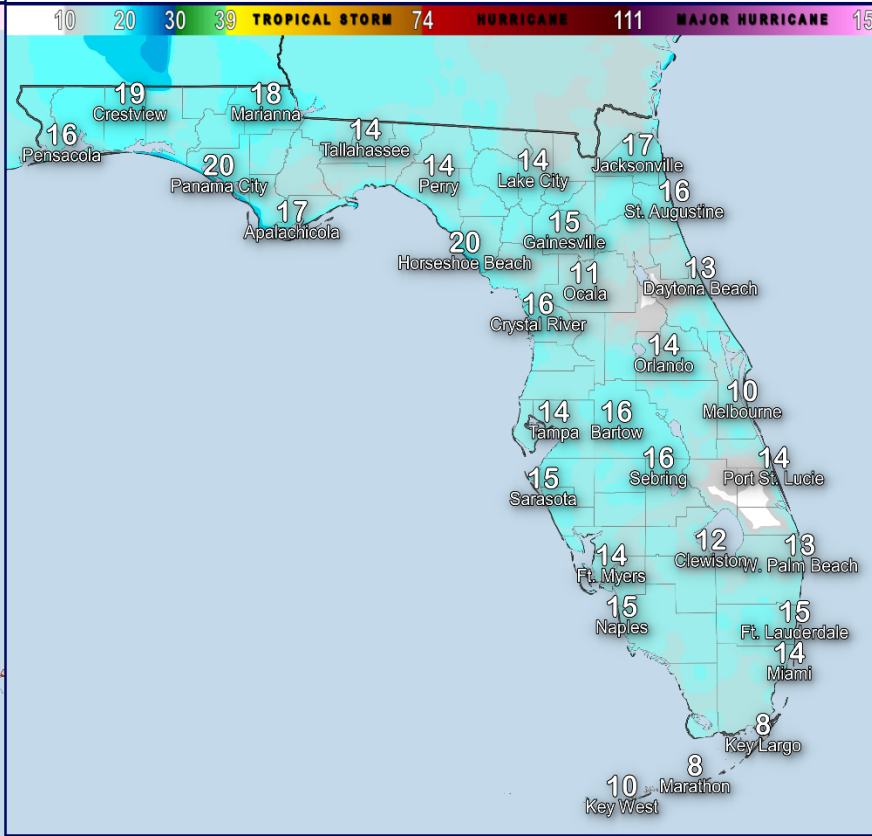 10 20 30 39 TROPICAL STORM 74 HURRICANE 111 MAJOR HURRICANE 15
19
Crestview
18
Marianna
16
Pensacola
14
Tallahassee
17
Jacksonville
20
Panama City
14
Perry
14
Lake City
16
St. Augustine
17
Apalachicola
15
Gainesville
20
Horseshoe Beach
11
Ocala
13
Daytona Beach
16
Crystal River
14
Orlando
10
Melbourne
14
Tampa
16
Bartow
16
Sebring
14
Port St. Lucie
15
Sarasota
12
Clewiston
13
W. Palm Beach
14
Ft. Myers
15
Naples
15
Ft. Lauderdale
14
Miami
8
Key Largo
8
Marathon
10
Key West